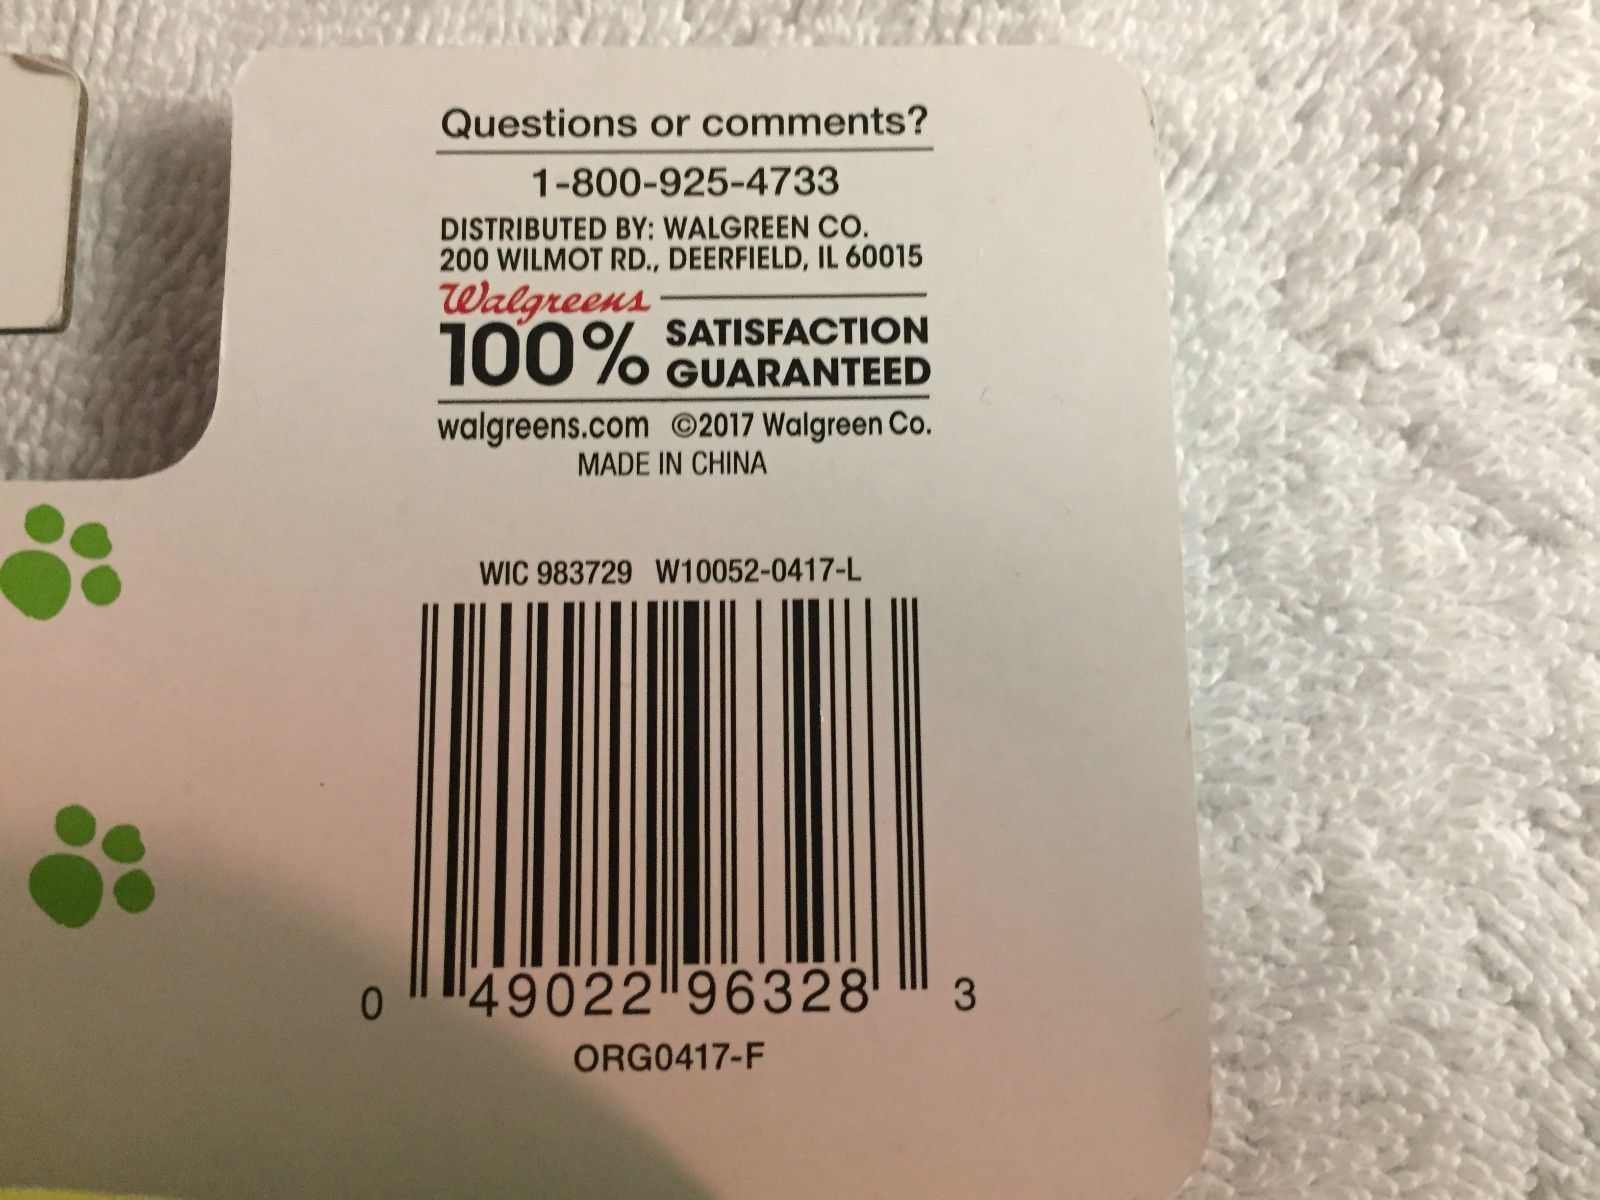 Questions or comments?
1-800-925-4733
DISTRIBUTED BY: WALGREEN CO.
200 WILMOT RD., DEERFIELD, IL 60015
Walgreens
100% SATISFACTION GUARANTEED
walgreens.com ©2017 Walgreen Co.
MADE IN CHINA
WIC 983729 W10052-0417-L
0 49022 96328 3
ORG0417-F